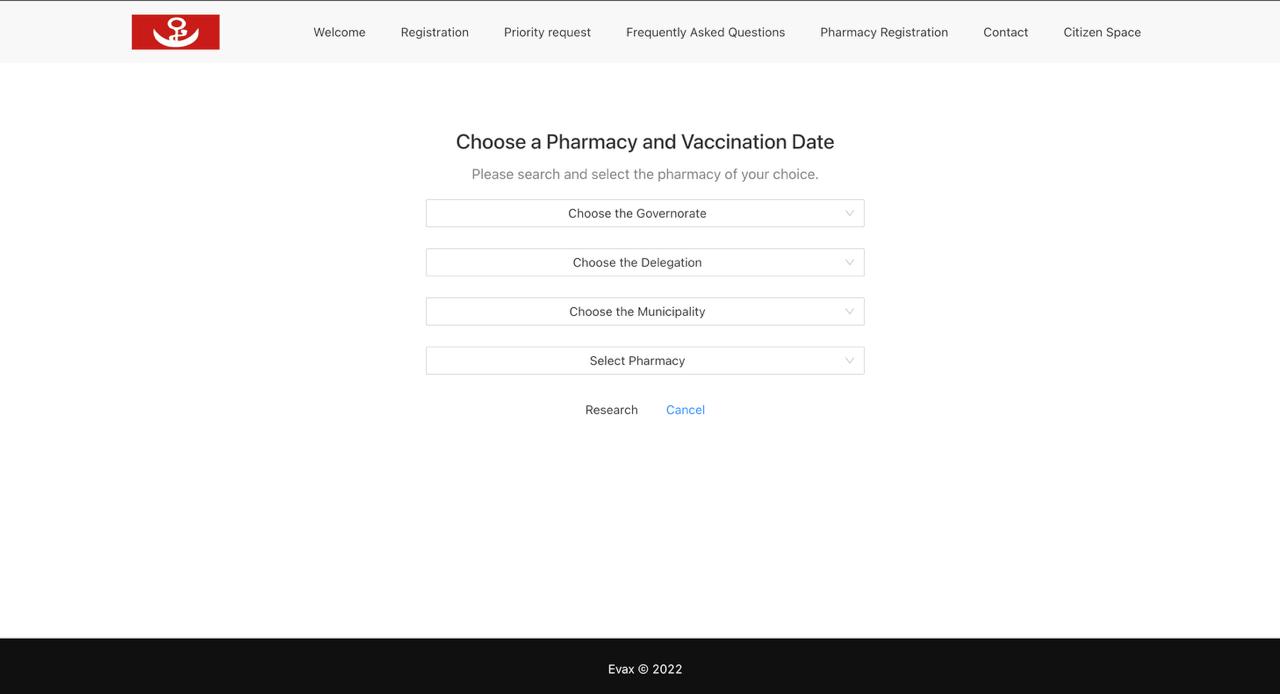 Welcome Registration Priority request Frequently Asked Questions Pharmacy Registration Contact Citizen Space
Choose a Pharmacy and Vaccination Date
Please search and select the pharmacy of your choice.
Choose the Governorate
Choose the Delegation
Choose the Municipality
Select Pharmacy
Research Cancel
Evax © 2022